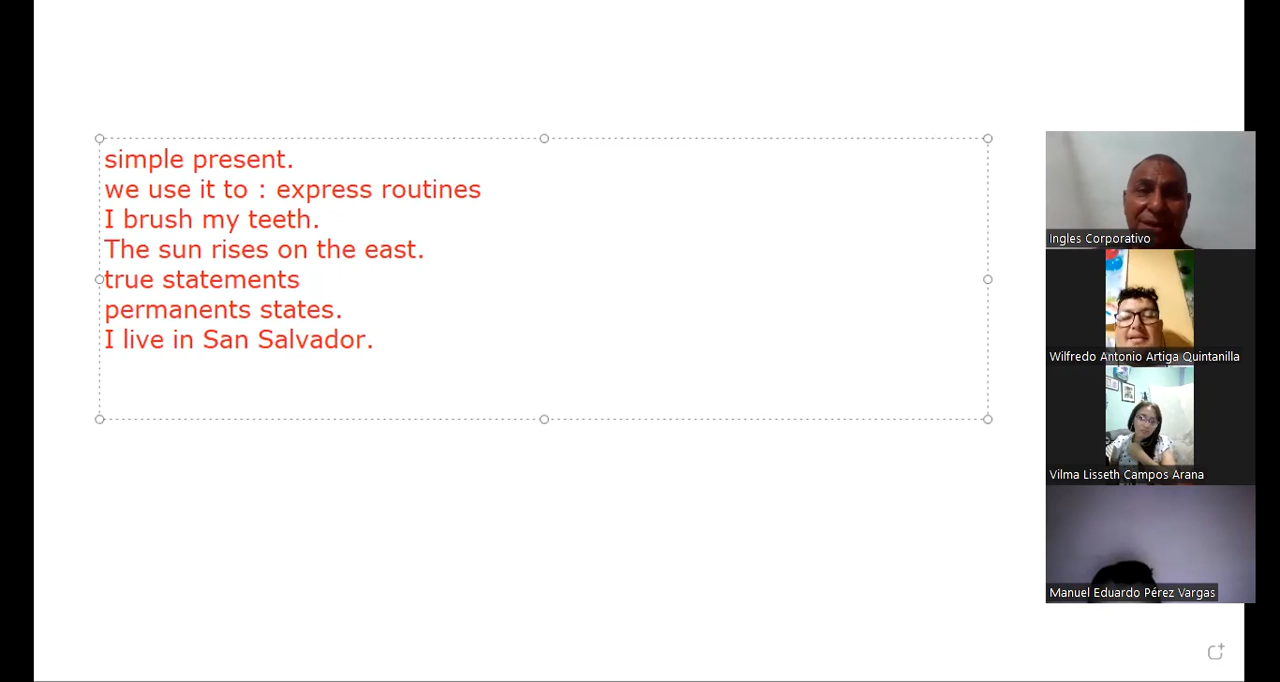 simple present.
we use it to : express routines
I brush my teeth.
The sun rises on the east.
true statements
permanents states.
I live in San Salvador.
Ingles Corporativo
Wilfredo Antonio Artiga Quintanilla
Vilma Lisseth Campos Arana
Manuel Eduardo Pérez Vargas